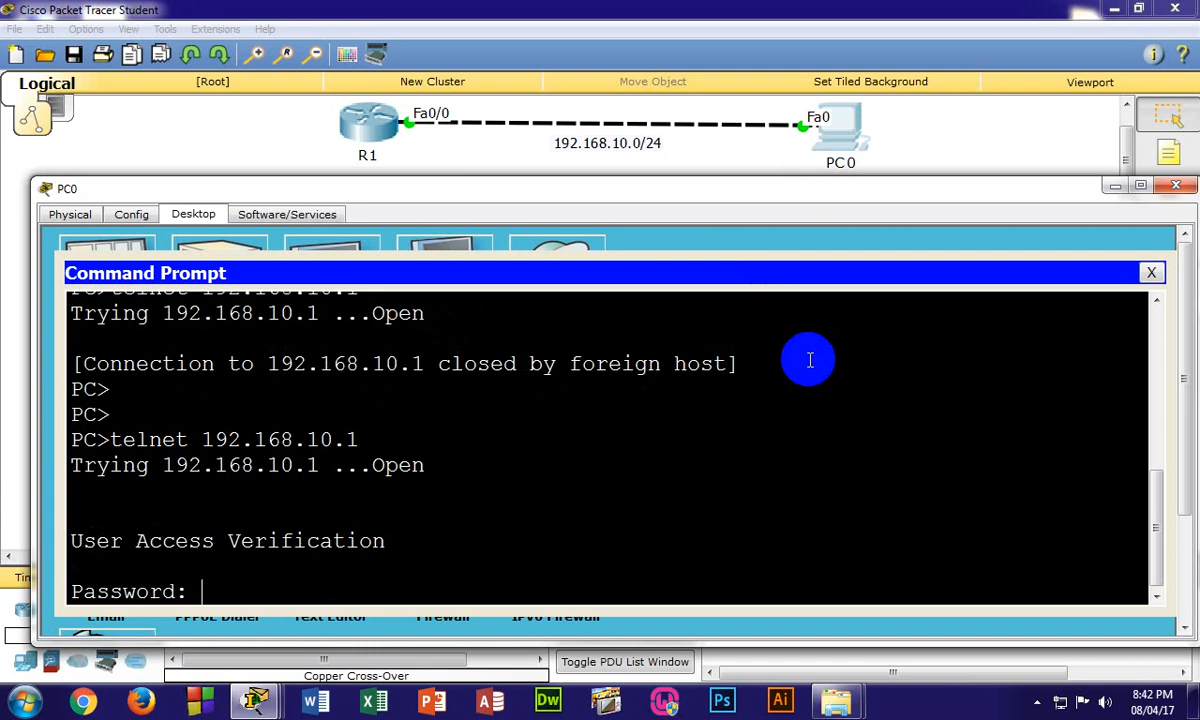 Cisco Packet Tracer Student
File Edit Options View Tools Extensions Help
Logical [Root] New Cluster Move Object Set Tiled Background Viewport
Fa0/0 Fa0
192.168.10.0/24
R1 PC0
PC0
Physical Config Desktop Software/Services
Command Prompt X
PC>telnet 192.168.10.1
Trying 192.168.10.1 ...Open
[Connection to 192.168.10.1 closed by foreign host]
PC>
PC>
PC>telnet 192.168.10.1
Trying 192.168.10.1 ...Open
User Access Verification
Password:
Email PPPoE Dialer Text Editor Firewall IPv6 Firewall
Toggle PDU List Window
Copper Cross-Over
Dw Ps Ai
8:42 PM
08/04/17